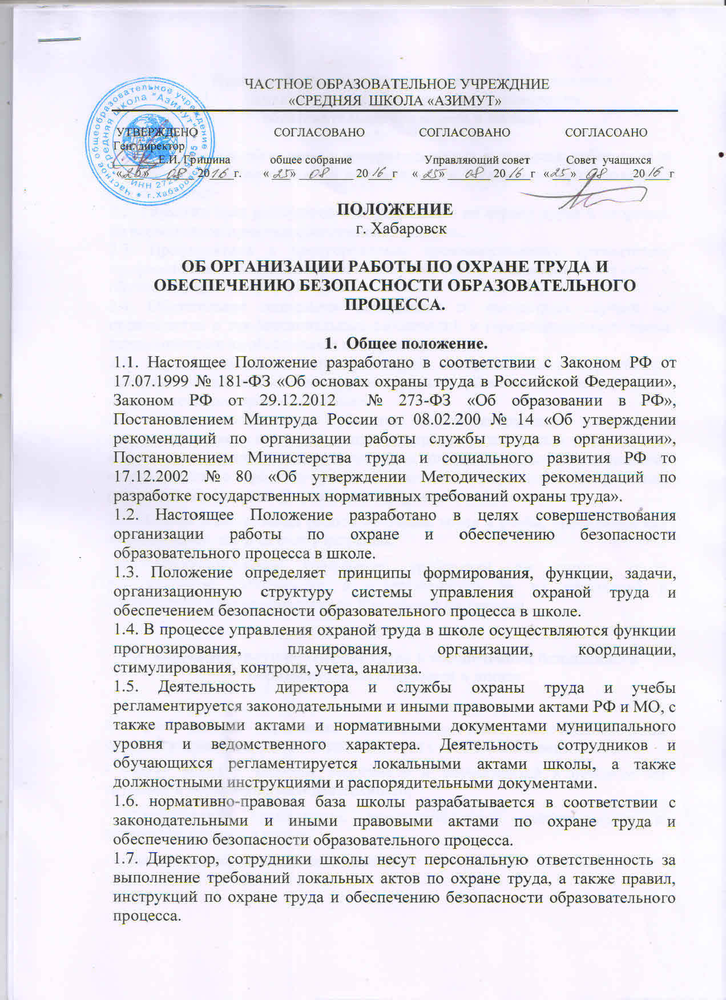 ЧАСТНОЕ ОБРАЗОВАТЕЛЬНОЕ УЧРЕЖДНИЕ
«СРЕДНЯЯ ШКОЛА «АЗИМУТ»
Частное общеобразовательное учреждение * г.Хабаровск *
Средняя школа "Азимут"
ИНН
УТВЕРЖДЕНО СОГЛАСОВАНО СОГЛАСОВАНО СОГЛАСОАНО
Ген. директор
Е.И. Гришина общее собрание Управляющий совет Совет учащихся
«26» 08 2016г. «25» 08 2016г «25» 08 2016г «25» 08 2016г
ПОЛОЖЕНИЕ
г. Хабаровск
ОБ ОРГАНИЗАЦИИ РАБОТЫ ПО ОХРАНЕ ТРУДА И
ОБЕСПЕЧЕНИЮ БЕЗОПАСНОСТИ ОБРАЗОВАТЕЛЬНОГО
ПРОЦЕССА.
1. Общее положение.
1.1. Настоящее Положение разработано в соответствии с Законом РФ от
17.07.1999 № 181-ФЗ «Об основах охраны труда в Российской Федерации»,
Законом РФ от 29.12.2012 № 273-ФЗ «Об образовании в РФ»,
Постановлением Минтруда России от 08.02.200 № 14 «Об утверждении
рекомендаций по организации работы службы труда в организации»,
Постановлением Министерства труда и социального развития РФ то
17.12.2002 № 80 «Об утверждении Методических рекомендаций по
разработке государственных нормативных требований охраны труда».
1.2. Настоящее Положение разработано в целях совершенствования
организации работы по охране и обеспечению безопасности
образовательного процесса в школе.
1.3. Положение определяет принципы формирования, функции, задачи,
организационную структуру системы управления охраной труда и
обеспечением безопасности образовательного процесса в школе.
1.4. В процессе управления охраной труда в школе осуществляются функции
прогнозирования, планирования, организации, координации,
стимулирования, контроля, учета, анализа.
1.5. Деятельность директора и службы охраны труда и учебы
регламентируется законодательными и иными правовыми актами РФ и МО, с
также правовыми актами и нормативными документами муниципального
уровня и ведомственного характера. Деятельность сотрудников и
обучающихся регламентируется локальными актами школы, а также
должностными инструкциями и распорядительными документами.
1.6. нормативно-правовая база школы разрабатывается в соответствии с
законодательными и иными правовыми актами по охране труда и
обеспечению безопасности образовательного процесса.
1.7. Директор, сотрудники школы несут персональную ответственность за
выполнение требований локальных актов по охране труда, а также правил,
инструкций по охране труда и обеспечению безопасности образовательного
процесса.